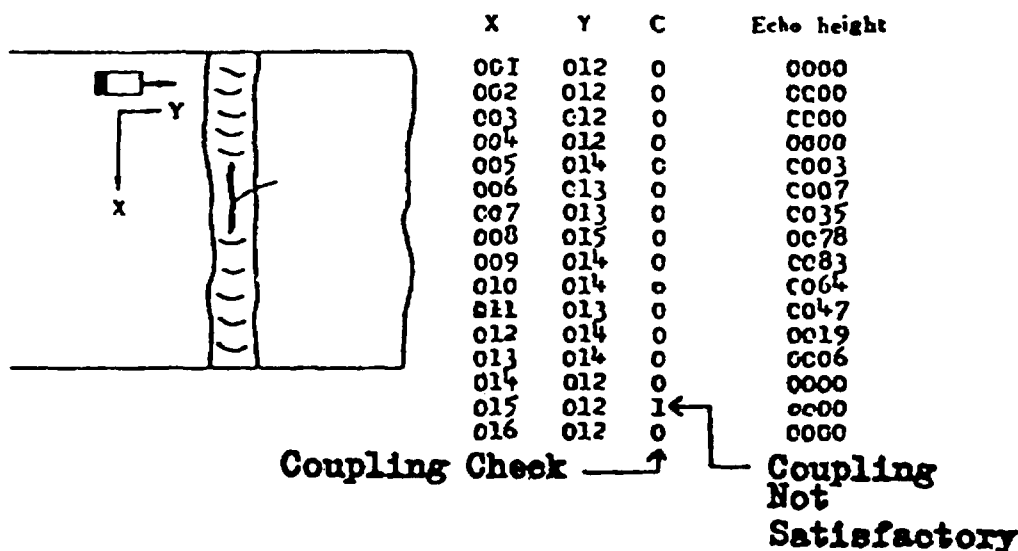 X Y C Echo height
001 012 0 0000
002 012 0 0000
003 012 0 0000
004 012 0 0000
005 014 0 0003
006 013 0 0007
007 013 0 0035
008 015 0 0078
009 014 0 0083
010 014 0 0064
011 013 0 0047
012 014 0 0019
013 014 0 0006
014 012 0 0000
015 012 1 0000
016 012 0 0000
Y
X
Coupling Check
Coupling
Not
Satisfactory